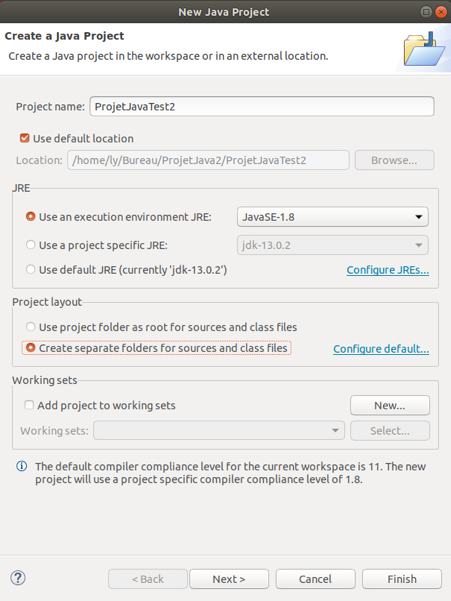 New Java Project
Create a Java Project
Create a Java project in the workspace or in an external location.
Project name: ProjetJavaTest2
Use default location
Location: /home/ly/Bureau/ProjetJava2/ProjetJavaTest2 Browse...
JRE
Use an execution environment JRE: JavaSE-1.8
Use a project specific JRE: jdk-13.0.2
Use default JRE (currently 'jdk-13.0.2') Configure JREs...
Project layout
Use project folder as root for sources and class files
Create separate folders for sources and class files Configure default...
Working sets
Add project to working sets New...
Working sets: Select...
The default compiler compliance level for the current workspace is 11. The new
project will use a project specific compiler compliance level of 1.8.
? < Back Next > Cancel Finish